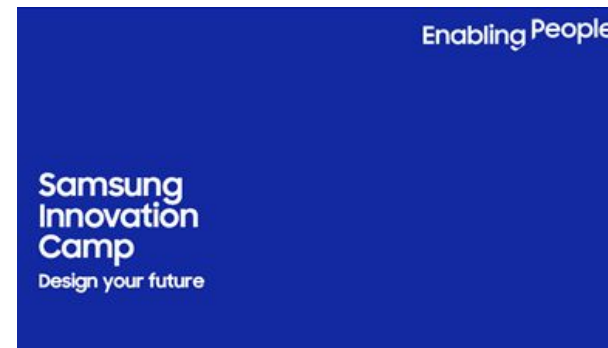 Enabling People
Samsung
Innovation
Camp
Design your future